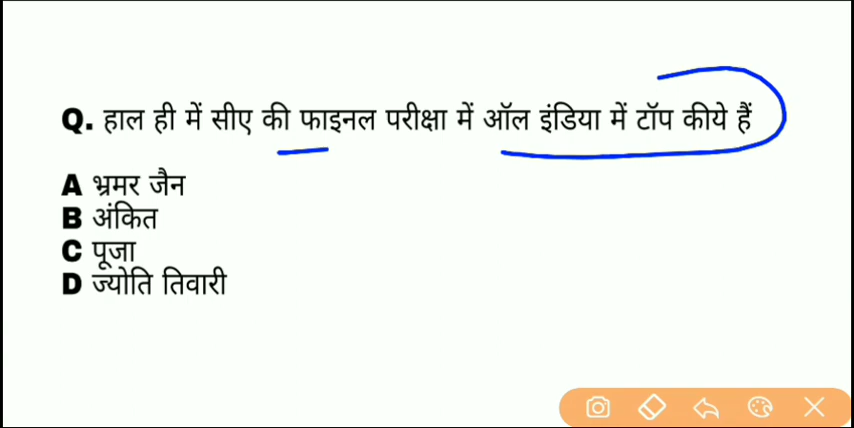 Q. हाल ही में सीए की फाइनल परीक्षा में ऑल इंडिया में टॉप कीये हैं
A भ्रमर जैन
B अंकित
C पूजा
D ज्योति तिवारी